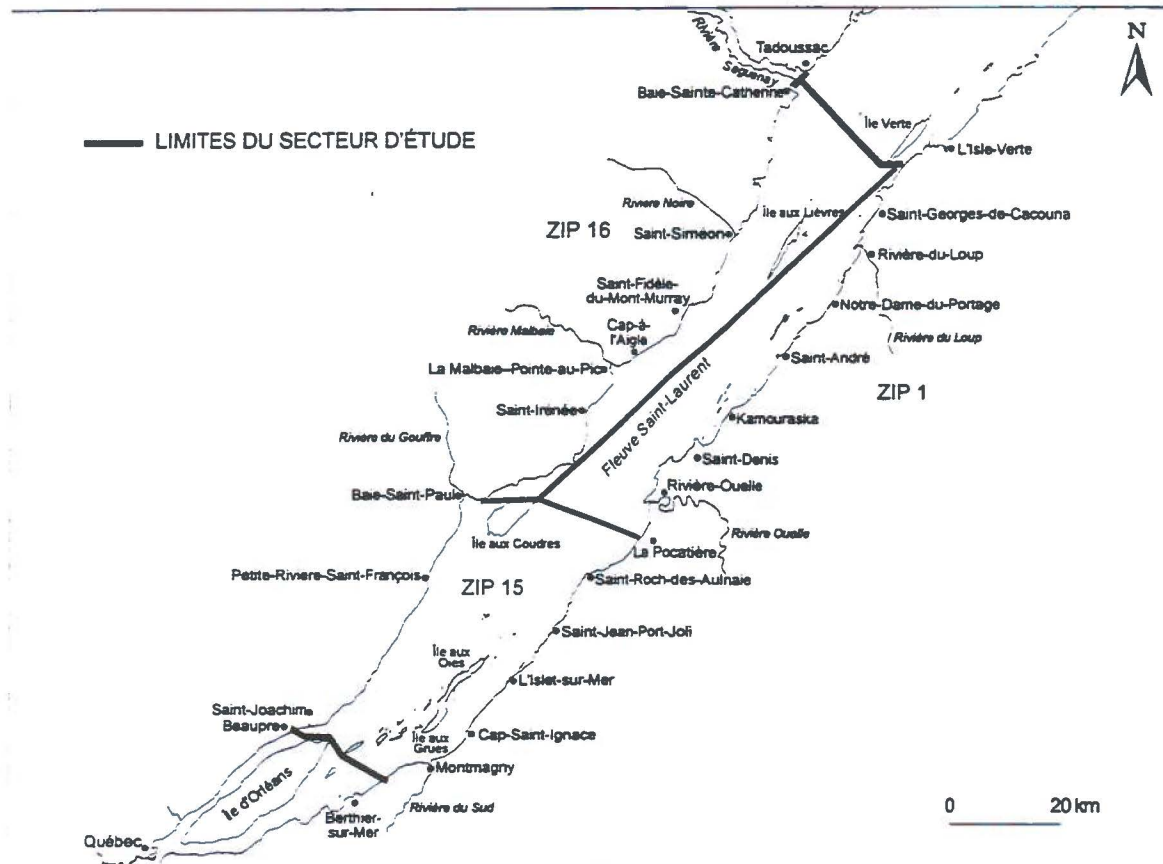 N
Rivière
Saguenay
Tadoussac
Baie-Sainte-Catherine
Île Verte
L'Isle-Verte
LIMITES DU SECTEUR D'ÉTUDE
Rivière Noire
Île aux Lièvres
Saint-Georges-de-Cacouna
ZIP 16
Saint-Siméon
Rivière-du-Loup
Saint-Fidèle-
du-Mont-Murray
Notre-Dame-du-Portage
Rivière Malbaie
Cap-à-
l'Aigle
Rivière du Loup
Saint-André
La Malbaie-Pointe-au-Pic
ZIP 1
Fleuve Saint-Laurent
Saint-Irénée
Kamouraska
Rivière du Gouffre
Saint-Denis
Rivière-Ouelle
Baie-Saint-Paul
Rivière Ouelle
Île aux Coudres
La Pocatière
Petite-Riviere-Saint-François
ZIP 15
Saint-Roch-des-Aulnaie
Saint-Jean-Port-Joli
Île aux
Oies
L'Islet-sur-Mer
Saint-Joachim
Beaupre
Île aux
Grues
Cap-Saint-Ignace
Montmagny
Île d'Orléans
Rivière du Sud
Berthier-
sur-Mer
0 20 km
Québec